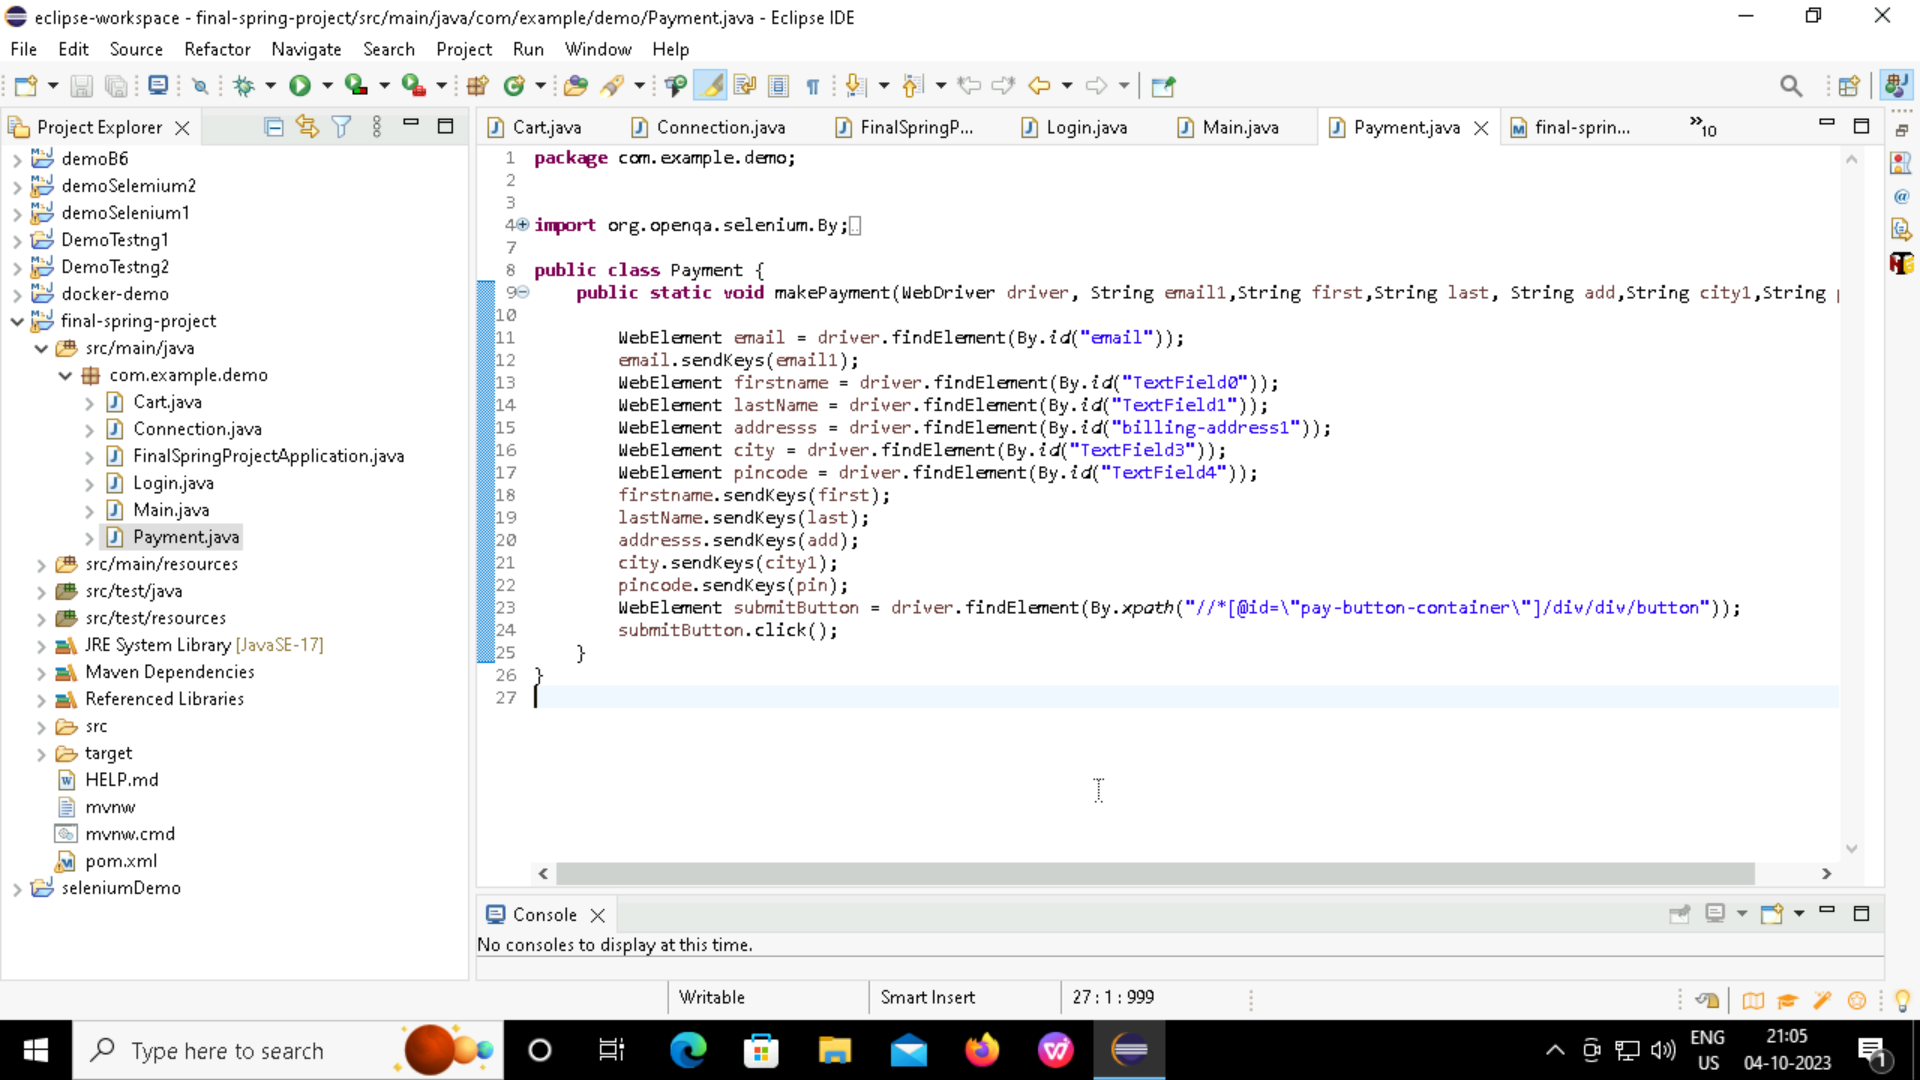 eclipse-workspace - final-spring-project/src/main/java/com/example/demo/Payment.java - Eclipse IDE
File Edit Source Refactor Navigate Search Project Run Window Help
Project Explorer
demoB6
demoSelemium2
demoSelenium1
DemoTestng1
DemoTestng2
docker-demo
final-spring-project
src/main/java
com.example.demo
Cart.java
Connection.java
FinalSpringProjectApplication.java
Login.java
Main.java
Payment.java
src/main/resources
src/test/java
src/test/resources
JRE System Library [JavaSE-17]
Maven Dependencies
Referenced Libraries
src
target
HELP.md
mvnw
mvnw.cmd
pom.xml
seleniumDemo
Cart.java Connection.java FinalSpringP... Login.java Main.java Payment.java final-sprin... »10
1 package com.example.demo;
2
3
4 import org.openqa.selenium.By;
7
8 public class Payment {
9 public static void makePayment(WebDriver driver, String email1,String first,String last, String add,String city1,String
10
11 WebElement email = driver.findElement(By.id("email"));
12 email.sendKeys(email1);
13 WebElement firstname = driver.findElement(By.id("TextField0"));
14 WebElement lastName = driver.findElement(By.id("TextField1"));
15 WebElement addresss = driver.findElement(By.id("billing-address1"));
16 WebElement city = driver.findElement(By.id("TextField3"));
17 WebElement pincode = driver.findElement(By.id("TextField4"));
18 firstname.sendKeys(first);
19 lastName.sendKeys(last);
20 addresss.sendKeys(add);
21 city.sendKeys(city1);
22 pincode.sendKeys(pin);
23 WebElement submitButton = driver.findElement(By.xpath("//*[@id=\"pay-button-container\"]/div/div/button"));
24 submitButton.click();
25 }
26 }
27
Console
No consoles to display at this time.
Writable Smart Insert 27 : 1 : 999
Type here to search
ENG
US
21:05
04-10-2023
1